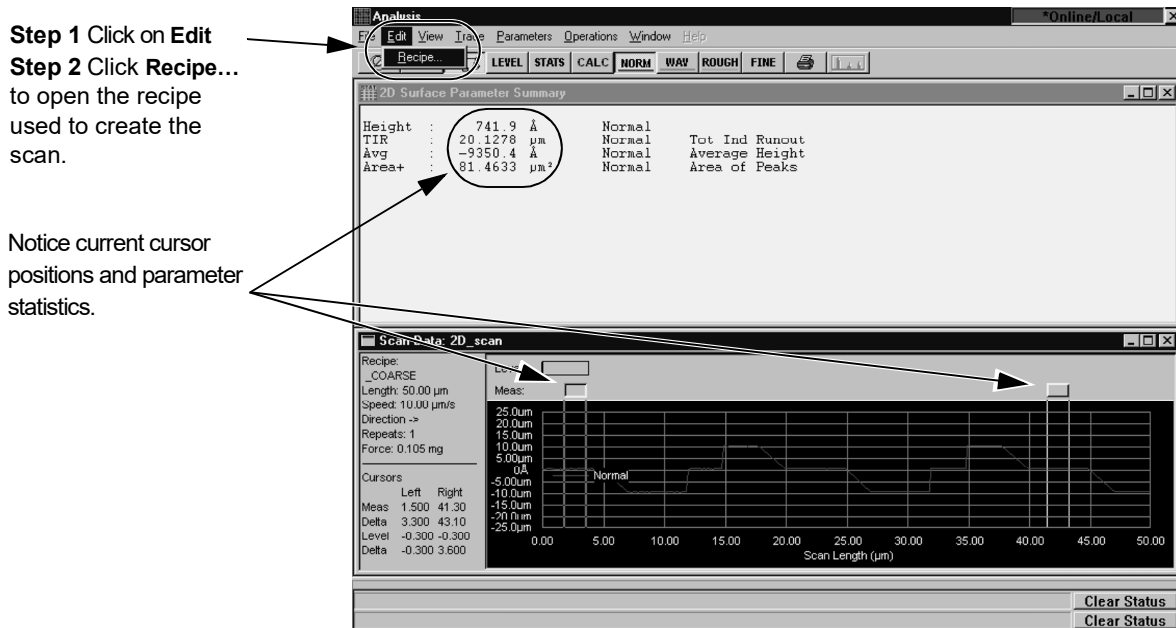 Step 1 Click on Edit
Step 2 Click Recipe…
to open the recipe
used to create the
scan.
Notice current cursor
positions and parameter
statistics.
Analysis
*Online/Local
File Edit View Trace Parameters Operations Window Help
Recipe...
LEVEL STATS CALC NORM WAV ROUGH FINE
2D Surface Parameter Summary
Height : 741.9 Å Normal
TIR : 20.1278 µm Normal Tot Ind Runout
Avg : -9350.4 Å Normal Average Height
Area+ : 81.4633 µm² Normal Area of Peaks
Scan Data: 2D_scan
Recipe:
_COARSE
Length: 50.00 µm
Speed: 10.00 µm/s
Direction ->
Repeats: 1
Force: 0.105 mg
Cursors
Left Right
Meas 1.500 41.30
Delta 3.300 43.10
Level -0.300 -0.300
Delta -0.300 3.600
Meas:
25.0um
20.0um
15.0um
10.0um
5.00um
0Å
-5.00um
-10.0um
-15.0um
-20.0um
-25.0µm
Normal
0.00 5.00 10.00 15.00 20.00 25.00 30.00 35.00 40.00 45.00 50.00
Scan Length (µm)
Clear Status
Clear Status